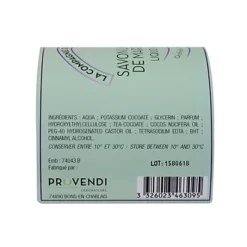 LA COMPAGNIE
SAVON
DE MA
LIQU
INGRÉDIENTS : AQUA ; POTASSIUM COCOATE ; GLYCERIN ; PARFUM ;
HYDROXYETHYLCELLULOSE ; TEA-COCOATE ; COCOS NUCIFERA OIL ;
PEG-40 HYDROGENATED CASTOR OIL ; TETRASODIUM EDTA ; BHT ;
CINNAMYL ALCOHOL.
CONSERVER ENTRE 10° ET 30°C - STORE BETWEEN 10° AND 30°C
Emb : 74043 B
Fabriqué par :
LOT: 1580618
PROVENDI
LABORATOIRE
74890 BONS-EN-CHABLAIS
3 326023 463095